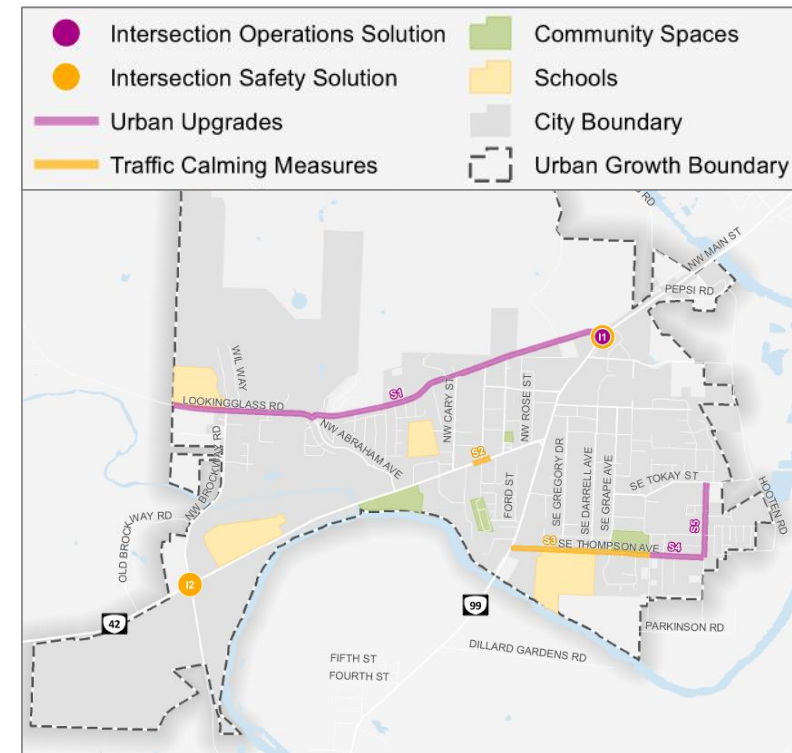 Intersection Operations Solution
Community Spaces
Intersection Safety Solution
Schools
Urban Upgrades
City Boundary
Traffic Calming Measures
Urban Growth Boundary
RD
NW MAIN ST
PEPSI RD
I1
WIL WAY
LOOKINGGLASS RD
S1
NW CARY ST
NW ROSE ST
NW ABRAHAM AVE
S2
NW BROCKWAY RD
FORD ST
SE GREGORY DR
SE DARRELL AVE
SE GRAPE AVE
SE TOKAY ST
HOOTEN RD
S5
OLD BROCKWAY RD
S3
SE THOMPSON AVE
S4
I2
99
42
PARKINSON RD
DILLARD GARDENS RD
FIFTH ST
FOURTH ST